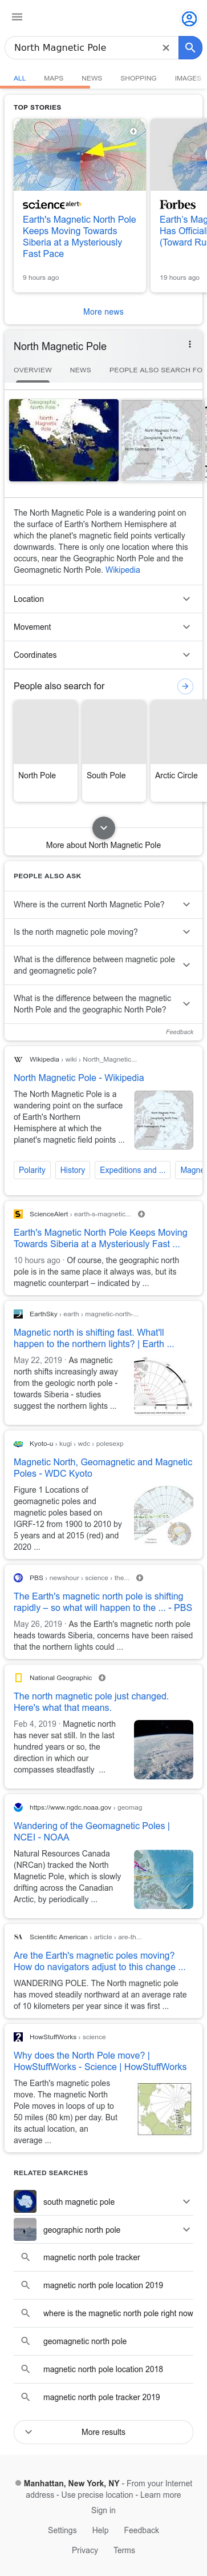 North Magnetic Pole
ALL MAPS NEWS SHOPPING IMAGES
TOP STORIES
sciencealert
Earth's Magnetic North Pole
Keeps Moving Towards
Siberia at a Mysteriously
Fast Pace
9 hours ago
Forbes
Earth's Mag
Has Official
(Toward Ru
19 hours ago
More news
North Magnetic Pole
OVERVIEW NEWS PEOPLE ALSO SEARCH FO
Geographic
North Pole
North
Magnetic
Pole
North Magnetic Pole
Geographic North Pole
Geomagnetic North Pole
The North Magnetic Pole is a wandering point on
the surface of Earth's Northern Hemisphere at
which the planet's magnetic field points vertically
downwards. There is only one location where this
occurs, near the Geographic North Pole and the
Geomagnetic North Pole. Wikipedia
Location
Movement
Coordinates
People also search for
North Pole
South Pole
Arctic Circle
More about North Magnetic Pole
PEOPLE ALSO ASK
Where is the current North Magnetic Pole?
Is the north magnetic pole moving?
What is the difference between magnetic pole
and geomagnetic pole?
What is the difference between the magnetic
North Pole and the geographic North Pole?
Feedback
W Wikipedia › wiki › North_Magnetic...
North Magnetic Pole - Wikipedia
The North Magnetic Pole is a
wandering point on the surface
of Earth's Northern
Hemisphere at which the
planet's magnetic field points ...
Polarity History Expeditions and ... Magne
S ScienceAlert › earth-s-magnetic...
Earth's Magnetic North Pole Keeps Moving
Towards Siberia at a Mysteriously Fast ...
10 hours ago · Of course, the geographic north
pole is in the same place it always was, but its
magnetic counterpart – indicated by ...
EarthSky › earth › magnetic-north-...
Magnetic north is shifting fast. What'll
happen to the northern lights? | Earth ...
May 22, 2019 · As magnetic
north shifts increasingly away
from the geologic north pole -
towards Siberia - studies
suggest the northern lights ...
Kyoto-u › kugi › wdc › polesexp
Magnetic North, Geomagnetic and Magnetic
Poles - WDC Kyoto
Figure 1 Locations of
geomagnetic poles and
magnetic poles based on
IGRF-12 from 1900 to 2010 by
5 years and at 2015 (red) and
2020 ...
PBS › newshour › science › the...
The Earth's magnetic north pole is shifting
rapidly – so what will happen to the ... - PBS
May 26, 2019 · As the Earth's magnetic north pole
heads towards Siberia, concerns have been raised
that the northern lights could ...
National Geographic
The north magnetic pole just changed.
Here's what that means.
Feb 4, 2019 · Magnetic north
has never sat still. In the last
hundred years or so, the
direction in which our
compasses steadfastly ...
https://www.ngdc.noaa.gov › geomag
Wandering of the Geomagnetic Poles |
NCEI - NOAA
Natural Resources Canada
(NRCan) tracked the North
Magnetic Pole, which is slowly
drifting across the Canadian
Arctic, by periodically ...
SA Scientific American › article › are-th...
Are the Earth's magnetic poles moving?
How do navigators adjust to this change ...
WANDERING POLE. The North magnetic pole
has moved steadily northward at an average rate
of 10 kilometers per year since it was first ...
HowStuffWorks › science
Why does the North Pole move? |
HowStuffWorks - Science | HowStuffWorks
The Earth's magnetic poles
move. The magnetic North
Pole moves in loops of up to
50 miles (80 km) per day. But
its actual location, an
average ...
RELATED SEARCHES
south magnetic pole
geographic north pole
magnetic north pole tracker
magnetic north pole location 2019
where is the magnetic north pole right now
geomagnetic north pole
magnetic north pole location 2018
magnetic north pole tracker 2019
More results
Manhattan, New York, NY - From your Internet
address - Use precise location - Learn more
Sign in
Settings Help Feedback
Privacy Terms